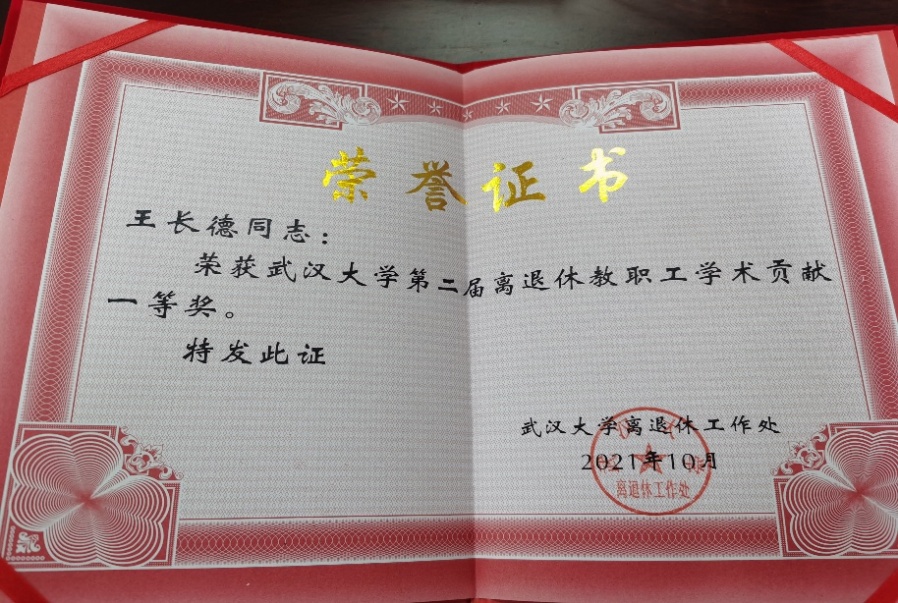 荣誉证书
王长德同志：
荣获武汉大学第二届离退休教职工学术贡献
一等奖。
特发此证
武汉大学离退休工作处
2021年10月
离退休工作处